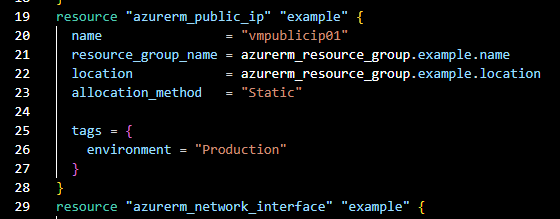 }
19 resource "azurerm_public_ip" "example" {
20   name                = "vmpublicip01"
21   resource_group_name = azurerm_resource_group.example.name
22   location            = azurerm_resource_group.example.location
23   allocation_method   = "Static"
24
25   tags = {
26     environment = "Production"
27   }
28 }
29 resource "azurerm_network_interface" "example" {